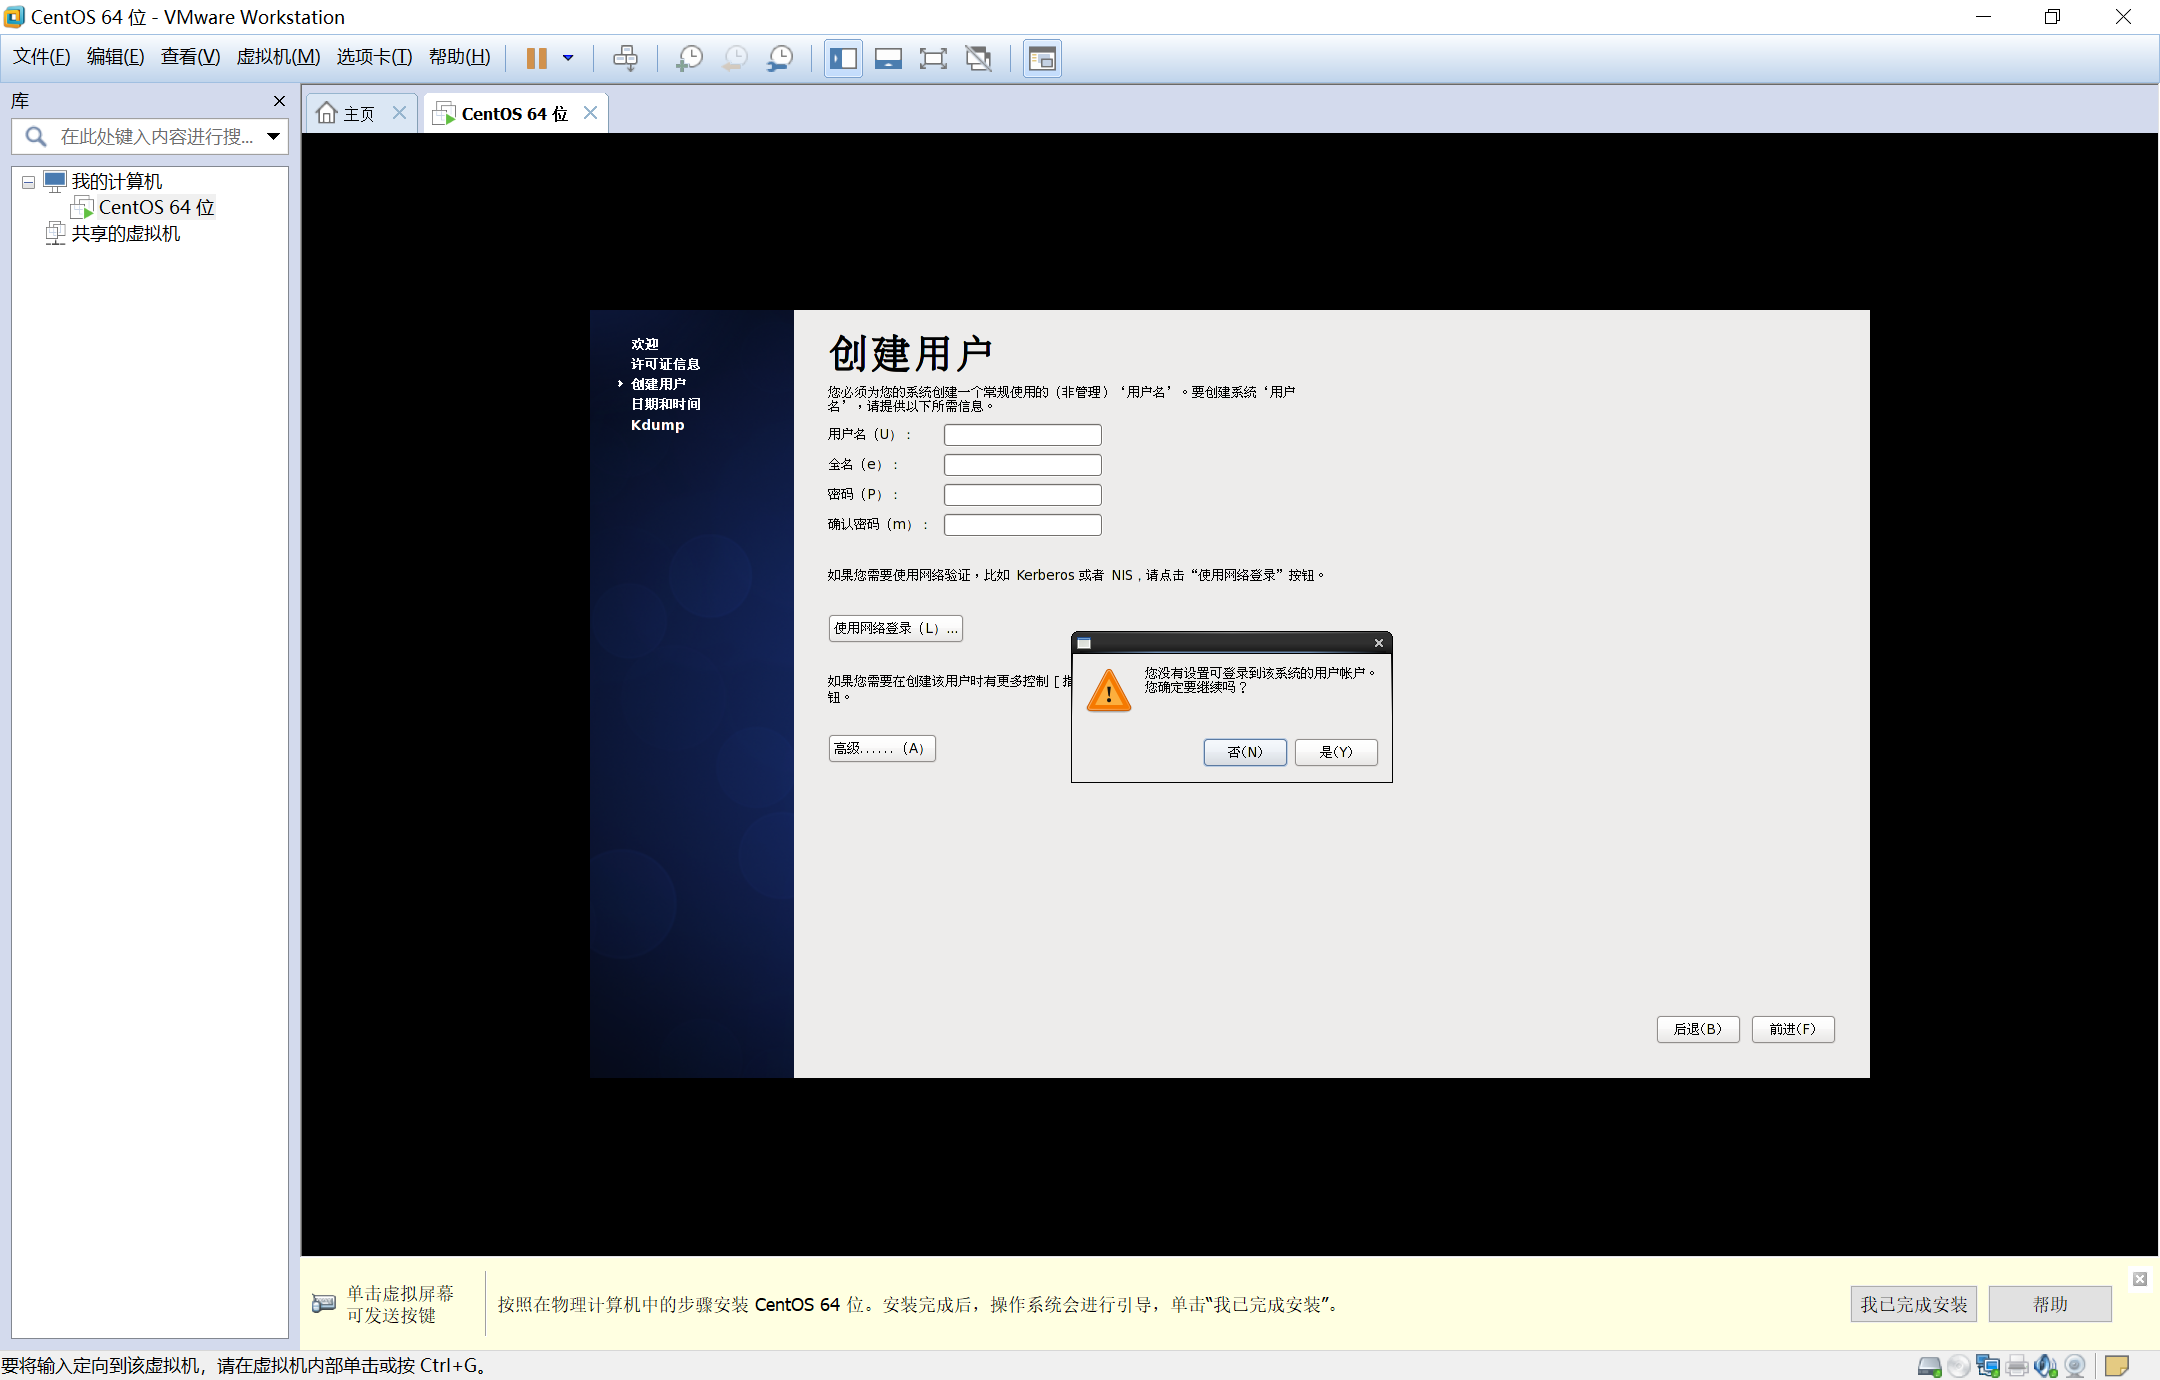 CentOS 64 位 - VMware Workstation
文件(F) 编辑(E) 查看(V) 虚拟机(M) 选项卡(T) 帮助(H)
库
在此处键入内容进行搜...
我的计算机
CentOS 64 位
共享的虚拟机
主页
CentOS 64 位
欢迎
许可证信息
创建用户
日期和时间
Kdump
创建用户
您必须为您的系统创建一个常规使用的（非管理）‘用户名’。要创建系统‘用户
名’，请提供以下所需信息。
用户名（U）：
全名（e）：
密码（P）：
确认密码（m）：
如果您需要使用网络验证，比如 Kerberos 或者 NIS，请点击“使用网络登录”按钮。
使用网络登录（L）...
如果您需要在创建该用户时有更多控制 [
钮。
高级......（A）
您没有设置可登录到该系统的用户帐户。
您确定要继续吗？
否(N)
是(Y)
后退(B)
前进(F)
单击虚拟屏幕
可发送按键
按照在物理计算机中的步骤安装 CentOS 64 位。安装完成后，操作系统会进行引导，单击“我已完成安装”。
我已完成安装
帮助
要将输入定向到该虚拟机，请在虚拟机内部单击或按 Ctrl+G。